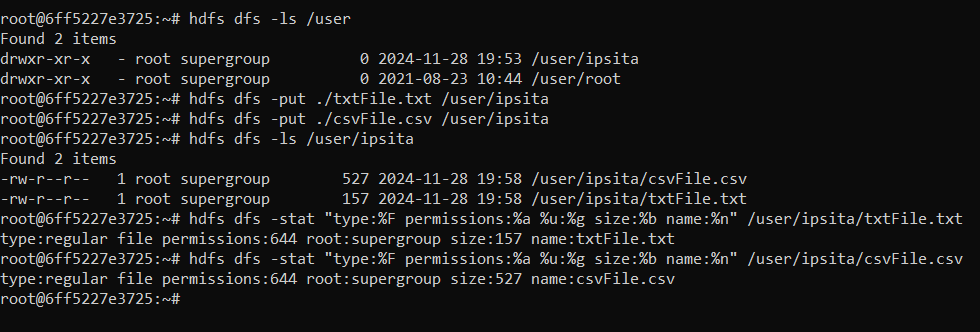 root@6ff5227e3725:~# hdfs dfs -ls /user
Found 2 items
drwxr-xr-x   - root supergroup          0 2024-11-28 19:53 /user/ipsita
drwxr-xr-x   - root supergroup          0 2021-08-23 10:44 /user/root
root@6ff5227e3725:~# hdfs dfs -put ./txtFile.txt /user/ipsita
root@6ff5227e3725:~# hdfs dfs -put ./csvFile.csv /user/ipsita
root@6ff5227e3725:~# hdfs dfs -ls /user/ipsita
Found 2 items
-rw-r--r--   1 root supergroup        527 2024-11-28 19:58 /user/ipsita/csvFile.csv
-rw-r--r--   1 root supergroup        157 2024-11-28 19:58 /user/ipsita/txtFile.txt
root@6ff5227e3725:~# hdfs dfs -stat "type:%F permissions:%a %u:%g size:%b name:%n" /user/ipsita/txtFile.txt
type:regular file permissions:644 root:supergroup size:157 name:txtFile.txt
root@6ff5227e3725:~# hdfs dfs -stat "type:%F permissions:%a %u:%g size:%b name:%n" /user/ipsita/csvFile.csv
type:regular file permissions:644 root:supergroup size:527 name:csvFile.csv
root@6ff5227e3725:~#